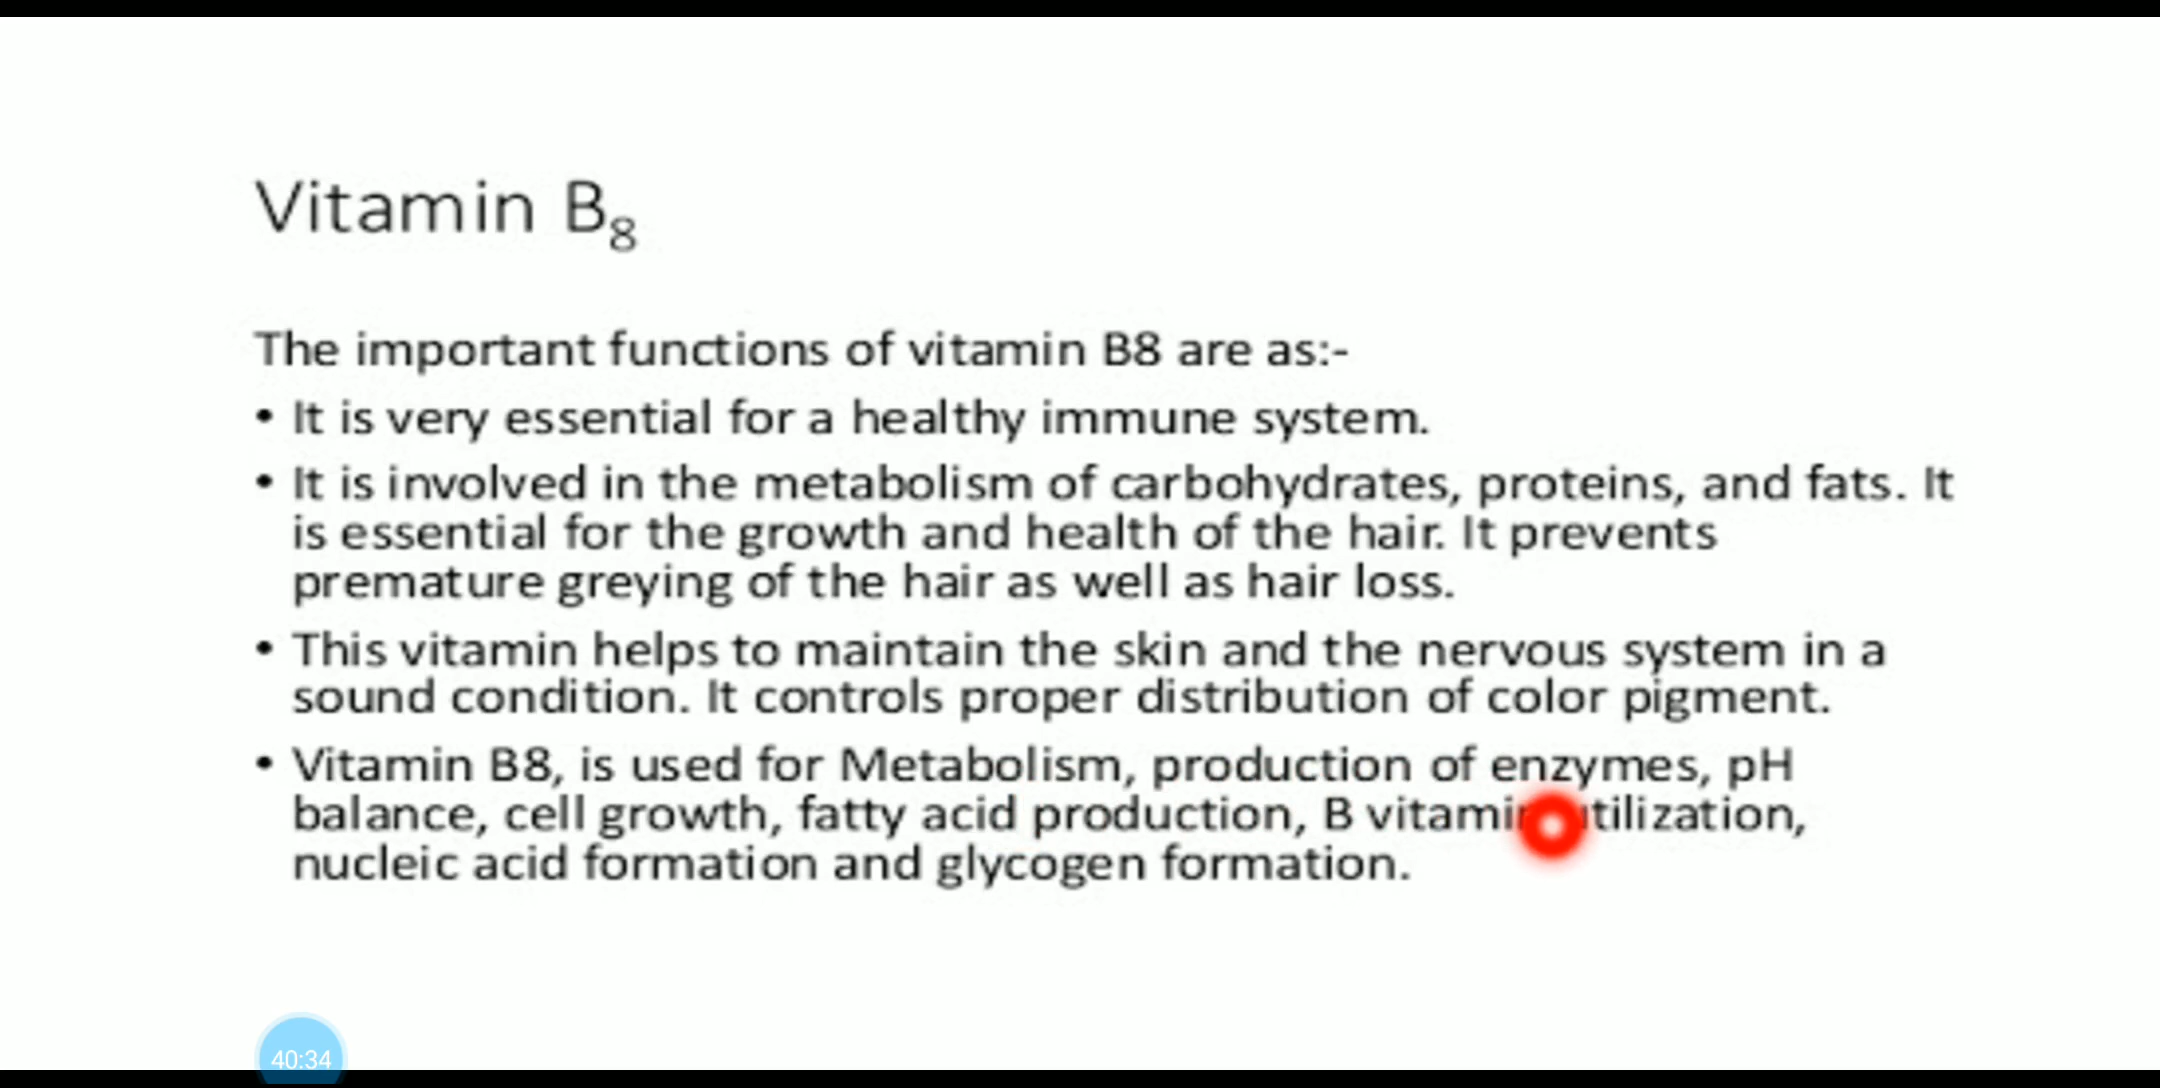 Vitamin B₈
The important functions of vitamin B8 are as:-
• It is very essential for a healthy immune system.
• It is involved in the metabolism of carbohydrates, proteins, and fats. It
is essential for the growth and health of the hair. It prevents
premature greying of the hair as well as hair loss.
• This vitamin helps to maintain the skin and the nervous system in a
sound condition. It controls proper distribution of color pigment.
• Vitamin B8, is used for Metabolism, production of enzymes, pH
balance, cell growth, fatty acid production, B vitamin utilization,
nucleic acid formation and glycogen formation.
40:34